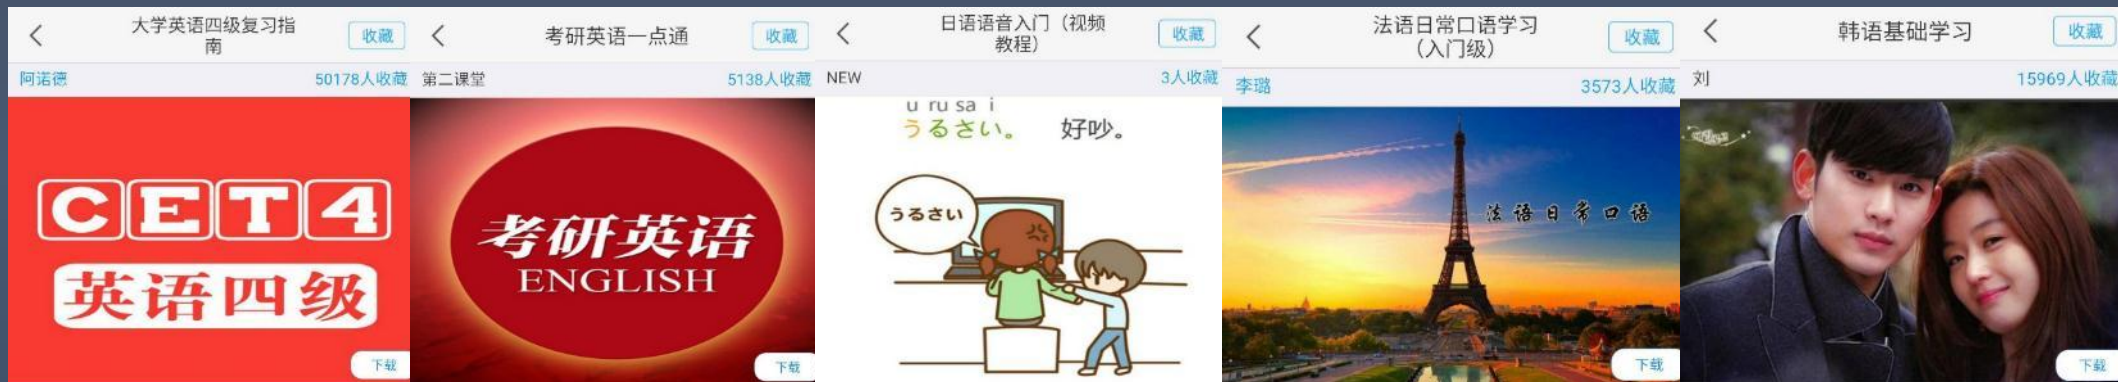 大学英语四级复习指
南
收藏
阿诺德
50178人收藏
CET4
英语四级
下载
考研英语一点通
收藏
第二课堂
5138人收藏
考研英语
ENGLISH
下载
日语语音入门（视频
教程）
收藏
NEW
3人收藏
u ru sa i
うるさい。 好吵。
うるさい
法语日常口语学习
（入门级）
收藏
李璐
3573人收藏
法语日常口语
下载
韩语基础学习
收藏
刘
15969人收藏
下载